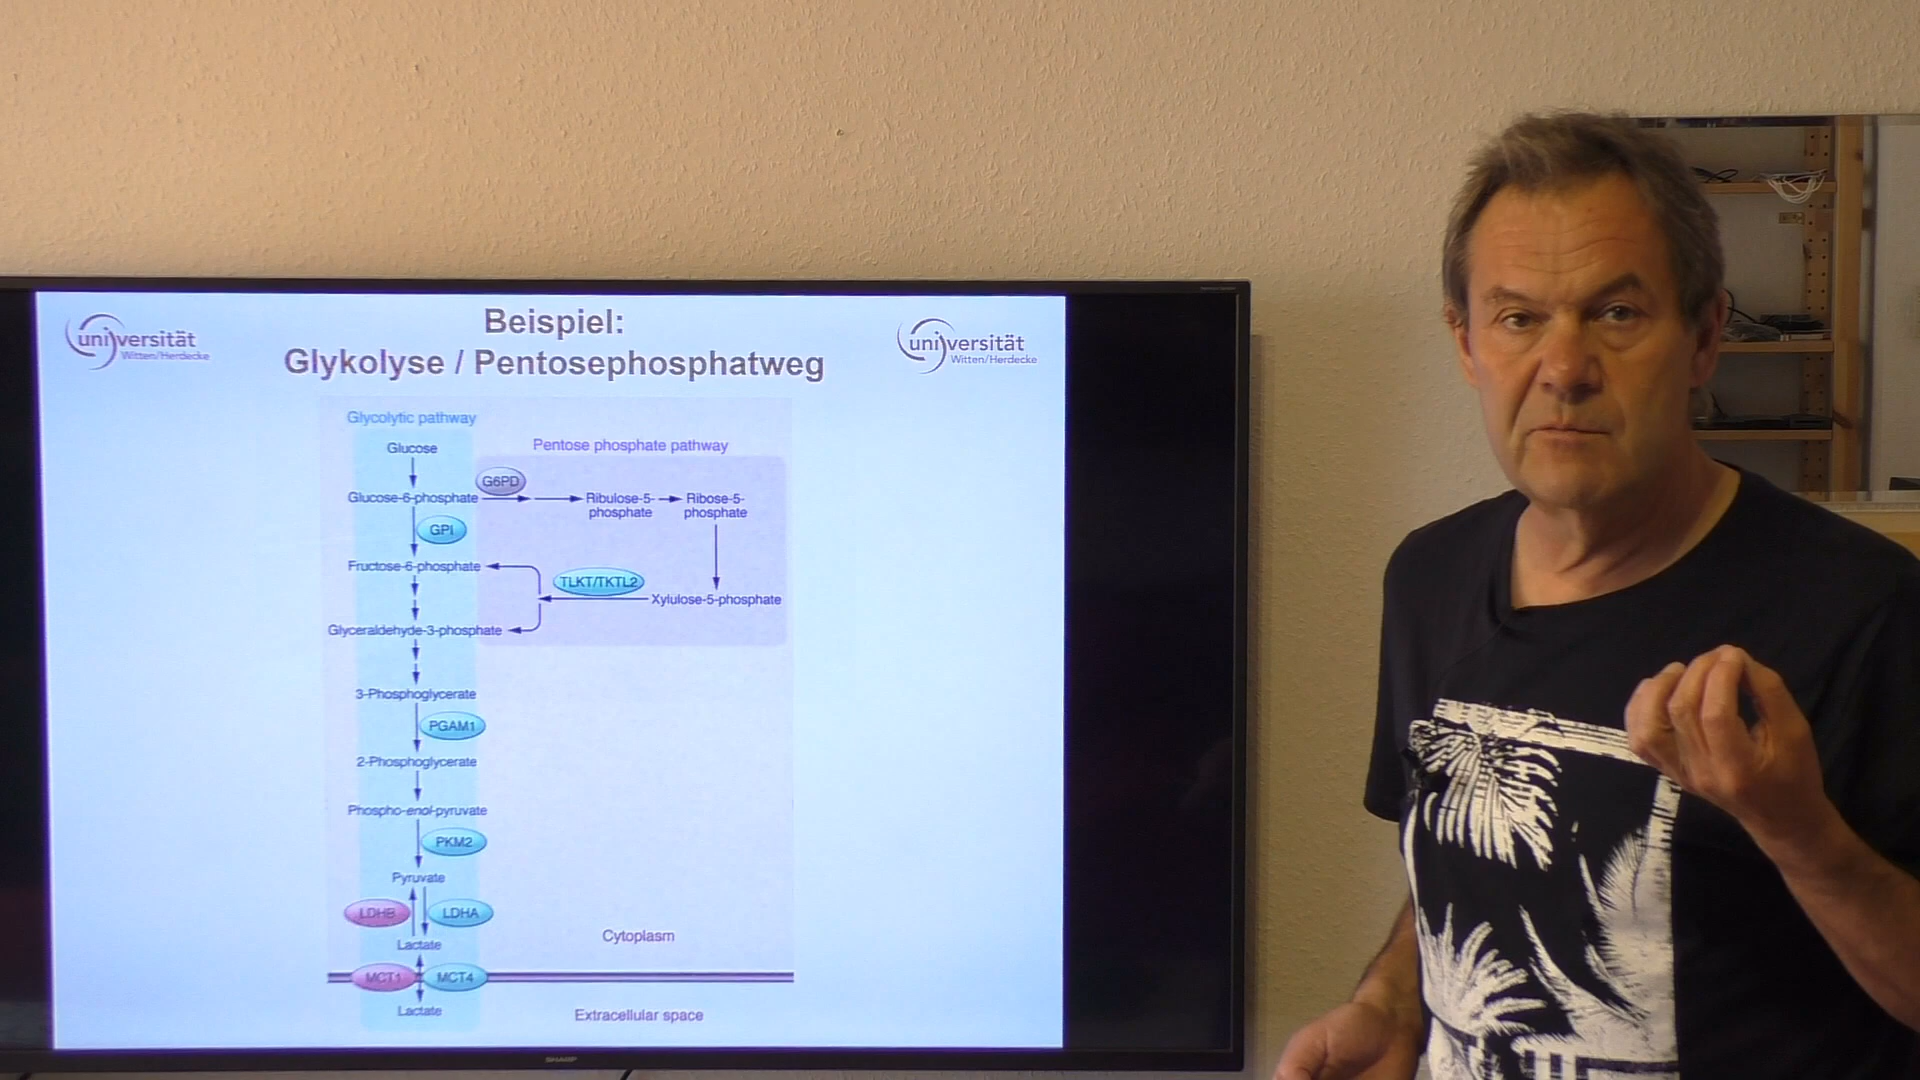 universität
Witten/Herdecke
Beispiel:
Glykolyse / Pentosephosphatweg
universität
Witten/Herdecke
Glycolytic pathway
Pentose phosphate pathway
Glucose
G6PD
Glucose-6-phosphate
Ribulose-5-
phosphate
Ribose-5-
phosphate
GPI
Fructose-6-phosphate
TLKT/TKTL2
Xylulose-5-phosphate
Glyceraldehyde-3-phosphate
3-Phosphoglycerate
PGAM1
2-Phosphoglycerate
Phospho-enol-pyruvate
PKM2
Pyruvate
LDHB
LDHA
Lactate
Cytoplasm
MCT1
MCT4
Lactate
Extracellular space
SHARP